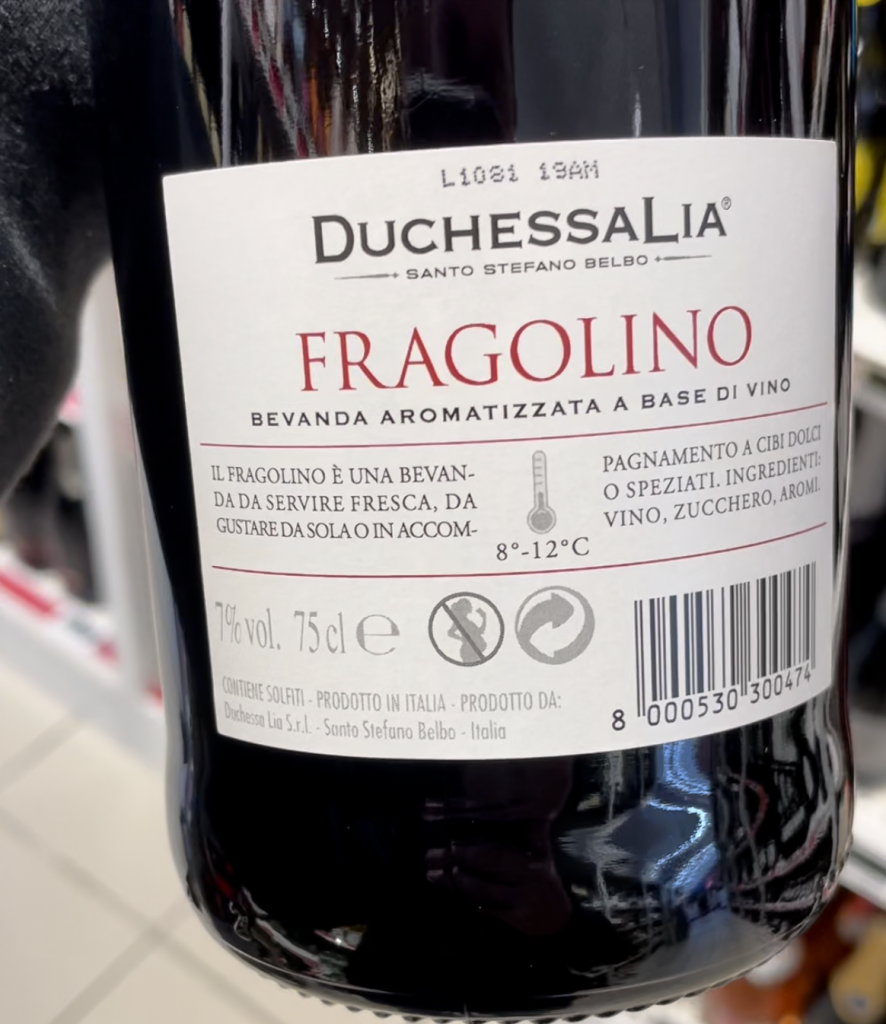 L1081 19AM
DUCHESSALIA®
SANTO STEFANO BELBO
FRAGOLINO
BEVANDA AROMATIZZATA A BASE DI VINO
IL FRAGOLINO È UNA BEVAN-
DA DA SERVIRE FRESCA, DA
GUSTARE DA SOLA O IN ACCOM-
8°-12°C
PAGNAMENTO A CIBI DOLCI
O SPEZIATI. INGREDIENTI:
VINO, ZUCCHERO, AROMI.
7% vol. 75 cl e
CONTIENE SOLFITI - PRODOTTO IN ITALIA - PRODOTTO DA:
Duchessa Lia S.r.l. - Santo Stefano Belbo - Italia
8 000530 300474